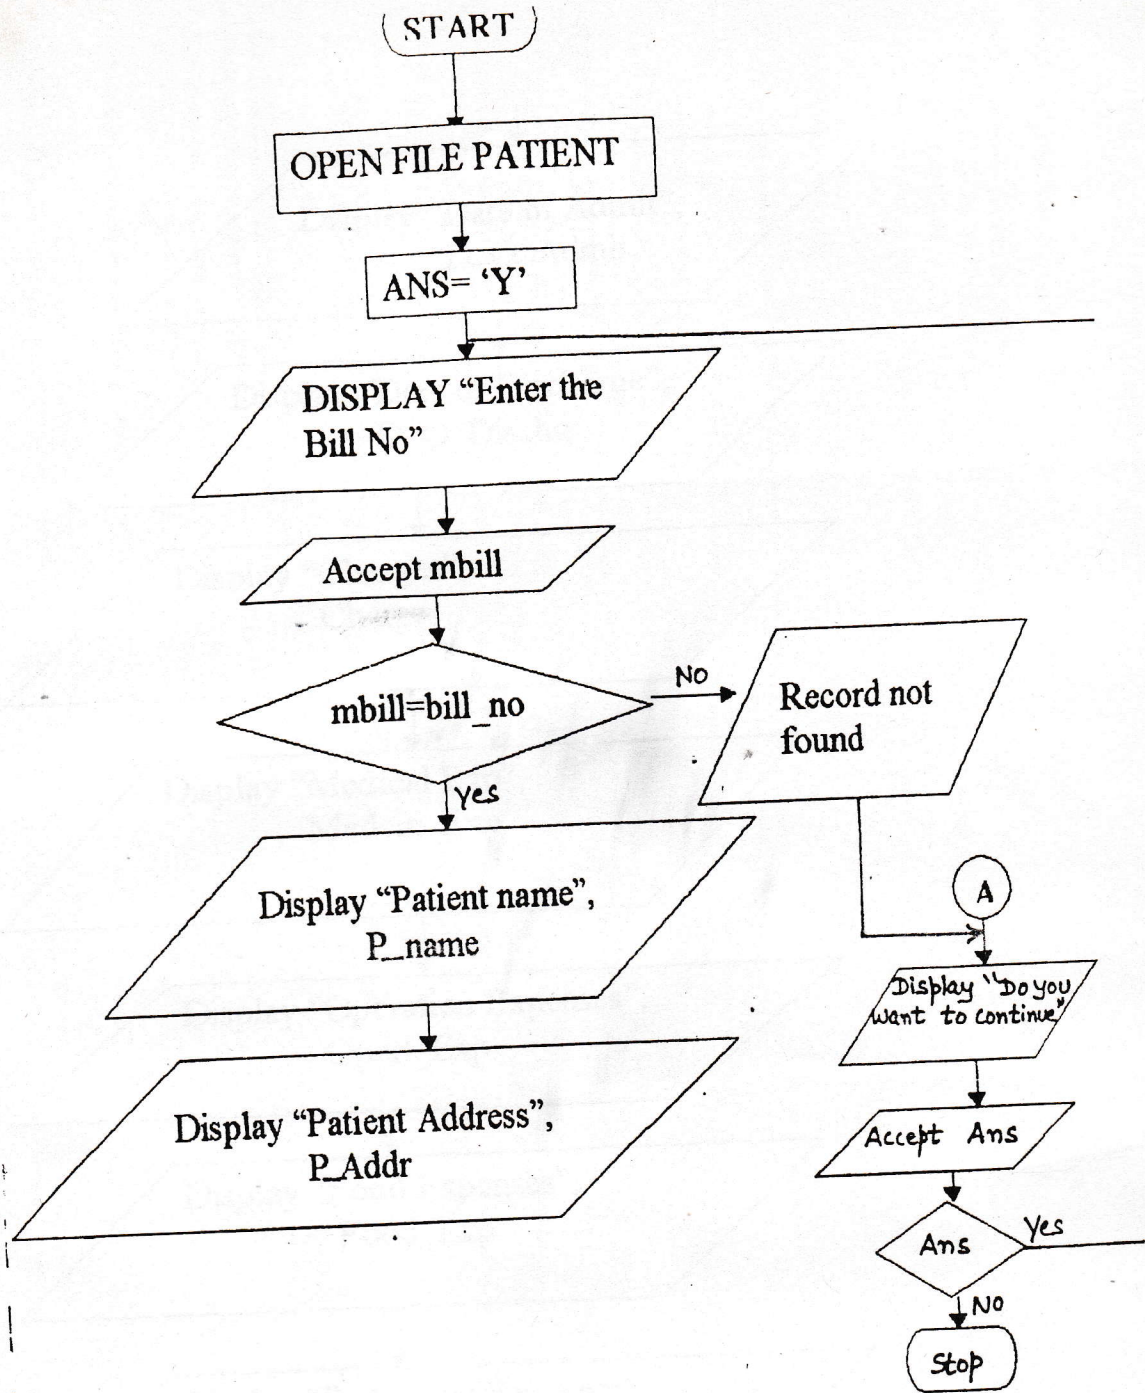 START
OPEN FILE PATIENT
ANS= ‘Y’
DISPLAY “Enter the
Bill No”
Accept mbill
mbill=bill_no
NO
Record not
found
Yes
Display “Patient name”,
P_name
A
Display “Do you
want to continue”
Display “Patient Address”,
P_Addr
Accept Ans
Ans
Yes
NO
Stop